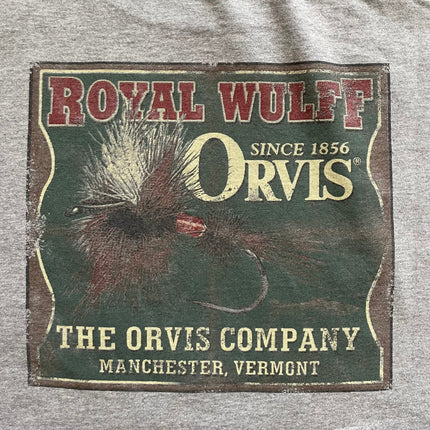 ROYAL WULFF
SINCE 1856
ORVIS®
THE ORVIS COMPANY
MANCHESTER, VERMONT